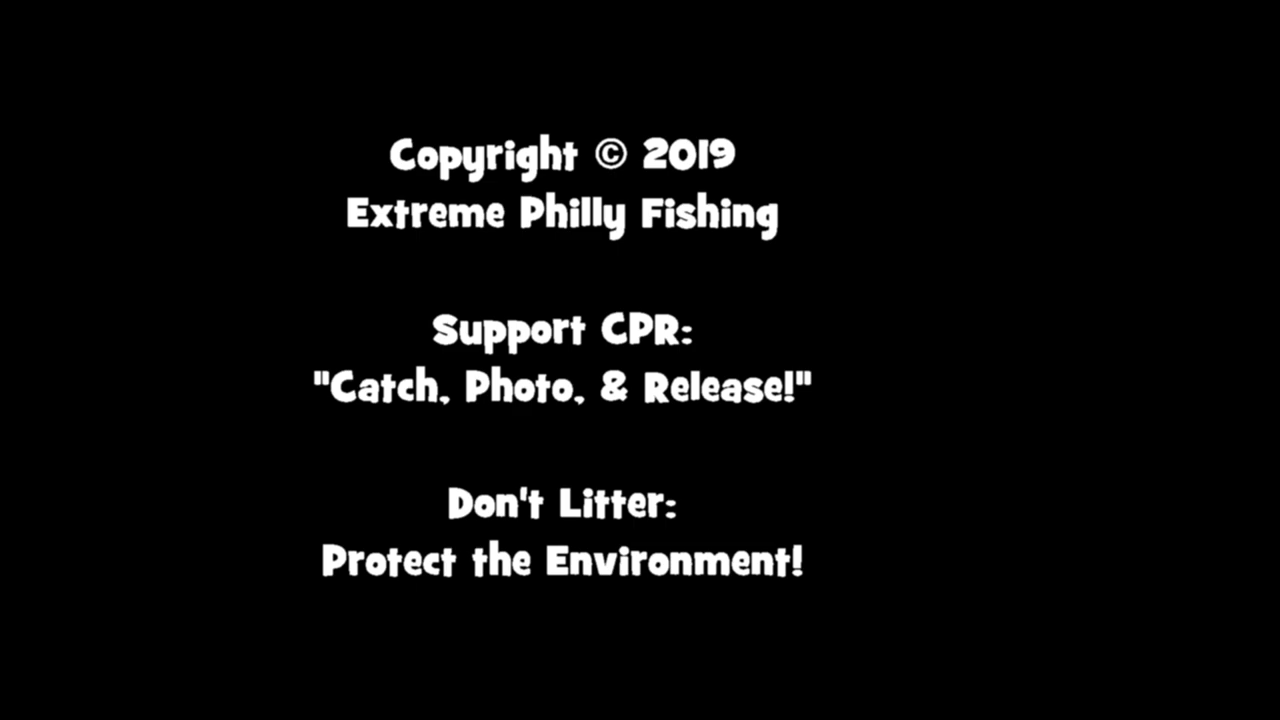 Copyright © 2019
Extreme Philly Fishing
Support CPR:
"Catch, Photo, & Release!"
Don't Litter:
Protect the Environment!